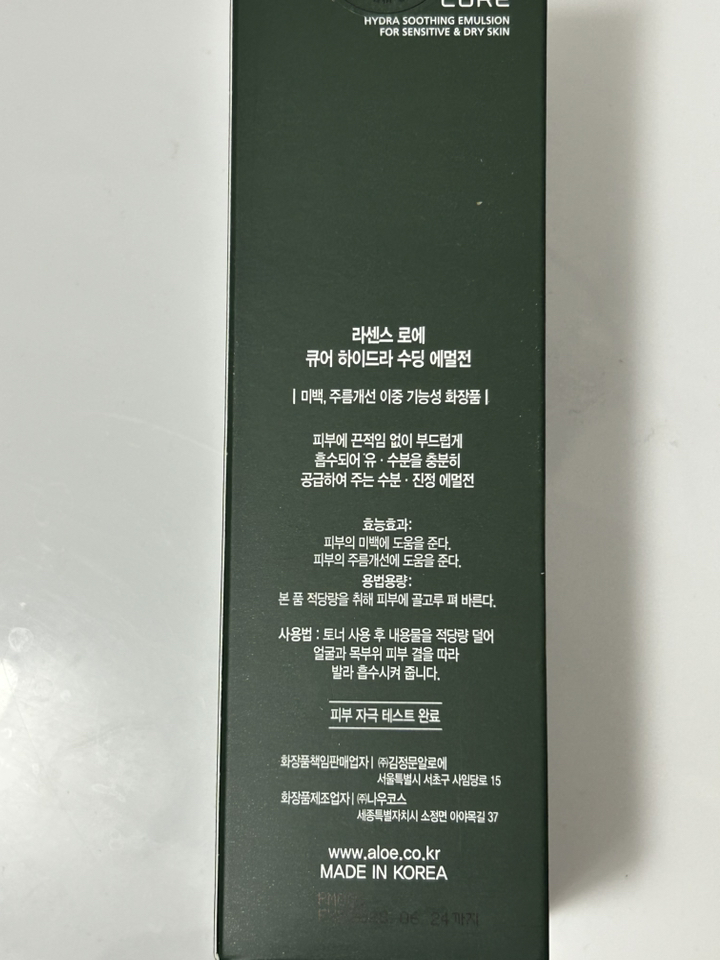 CURE
HYDRA SOOTHING EMULSION
FOR SENSITIVE & DRY SKIN
라센스 로에
큐어 하이드라 수딩 에멀전
| 미백, 주름개선 이중 기능성 화장품 |
피부에 끈적임 없이 부드럽게
흡수되어 유·수분을 충분히
공급하여 주는 수분·진정 에멀전
효능효과:
피부의 미백에 도움을 준다.
피부의 주름개선에 도움을 준다.
용법용량:
본 품 적당량을 취해 피부에 골고루 펴 바른다.
사용법 : 토너 사용 후 내용물을 적당량 덜어
얼굴과 목부위 피부 결을 따라
발라 흡수시켜 줍니다.
피부 자극 테스트 완료
화장품책임판매업자 | ㈜김정문알로에
서울특별시 서초구 사임당로 15
화장품제조업자 | ㈜나우코스
세종특별자치시 소정면 아야목길 37
www.aloe.co.kr
MADE IN KOREA
24까지